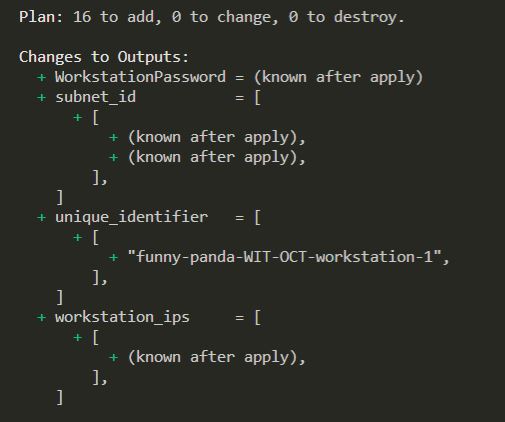 Plan: 16 to add, 0 to change, 0 to destroy.
Changes to Outputs:
+ WorkstationPassword = (known after apply)
+ subnet_id = [
+ [
+ (known after apply),
+ (known after apply),
],
]
+ unique_identifier = [
+ [
+ "funny-panda-WIT-OCT-workstation-1",
],
]
+ workstation_ips = [
+ [
+ (known after apply),
],
]